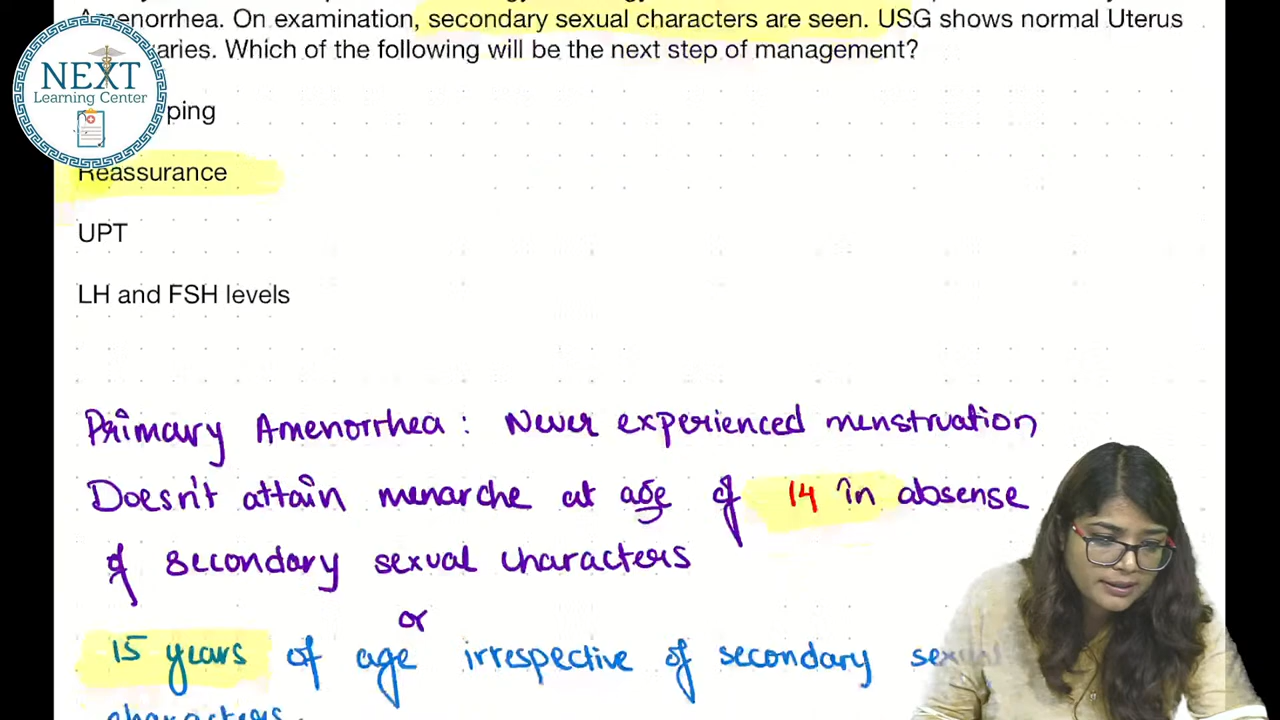 Amenorrhea. On examination, secondary sexual characters are seen. USG shows normal Uterus
Which of the following will be the next step of management?
NEXT
Learning Center
Reassurance
UPT
LH and FSH levels
Primary Amenorrhea : Never experienced menstruation
Doesn't attain menarche at age of 14 in absense
of secondary sexual characters
or
15 years of age irrespective of secondary sexual
characters.